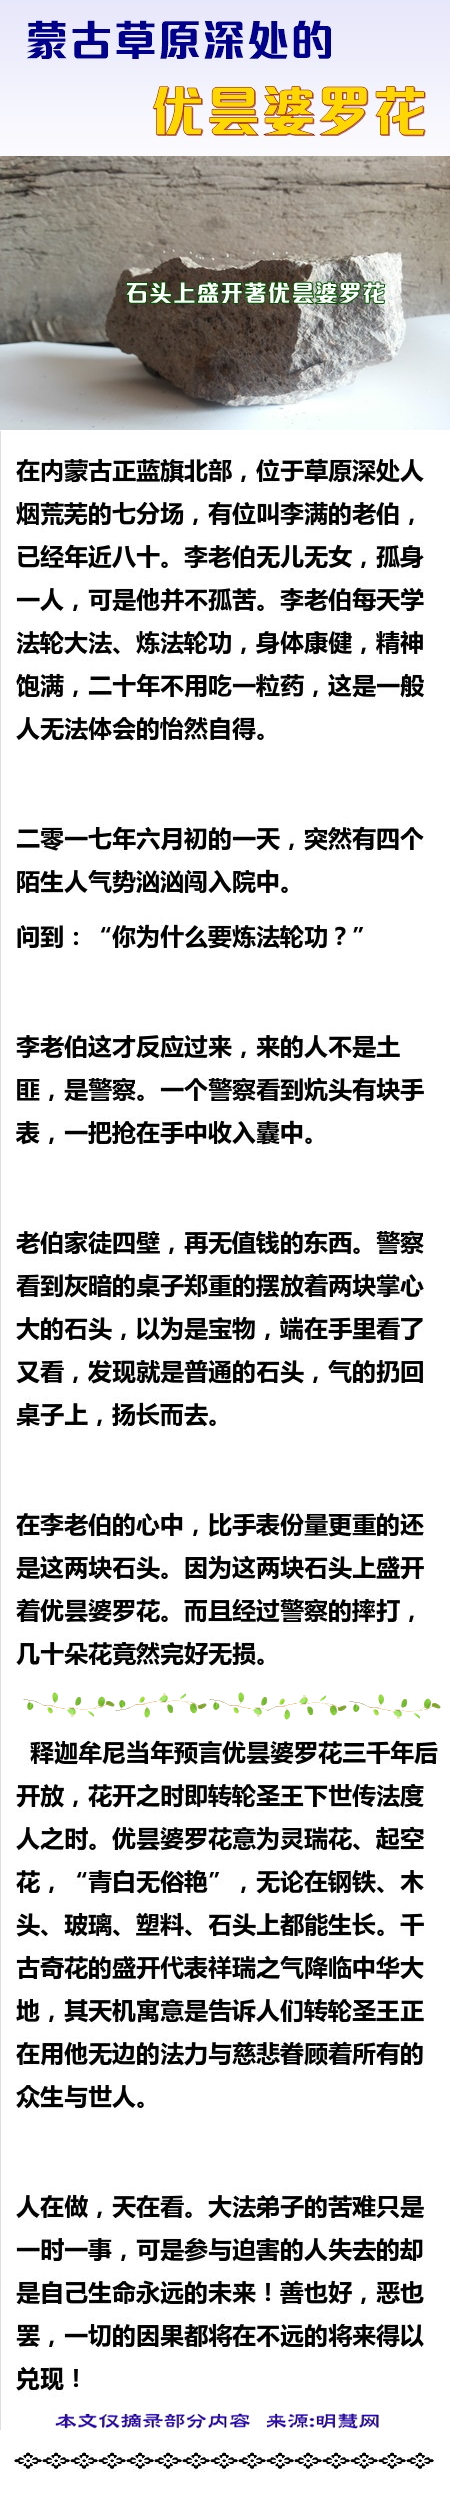 蒙古草原深处的
优昙婆罗花
石头上盛开著优昙婆罗花
在内蒙古正蓝旗北部，位于草原深处人
烟荒芜的七分场，有位叫李满的老伯，
已经年近八十。李老伯无儿无女，孤身
一人，可是他并不孤苦。李老伯每天学
法轮大法、炼法轮功，身体康健，精神
饱满，二十年不用吃一粒药，这是一般
人无法体会的怡然自得。
二零一七年六月初的一天，突然有四个
陌生人气势汹汹闯入院中。
问到：“你为什么要炼法轮功？”
李老伯这才反应过来，来的人不是土
匪，是警察。一个警察看到炕头有块手
表，一把抢在手中收入囊中。
老伯家徒四壁，再无值钱的东西。警察
看到灰暗的桌子郑重的摆放着两块掌心
大的石头，以为是宝物，端在手里看了
又看，发现就是普通的石头，气的扔回
桌子上，扬长而去。
在李老伯的心中，比手表份量更重的还
是这两块石头。因为这两块石头上盛开
着优昙婆罗花。而且经过警察的摔打，
几十朵花竟然完好无损。
释迦牟尼当年预言优昙婆罗花三千年后
开放，花开之时即转轮圣王下世传法度
人之时。优昙婆罗花意为灵瑞花、起空
花，“青白无俗艳”，无论在钢铁、木
头、玻璃、塑料、石头上都能生长。千
古奇花的盛开代表祥瑞之气降临中华大
地，其天机寓意是告诉人们转轮圣王正
在用他无边的法力与慈悲眷顾着所有的
众生与世人。
人在做，天在看。大法弟子的苦难只是
一时一事，可是参与迫害的人失去的却
是自己生命永远的未来！善也好，恶也
罢，一切的因果都将在不远的将来得以
兑现！
本文仅摘录部分内容 来源:明慧网